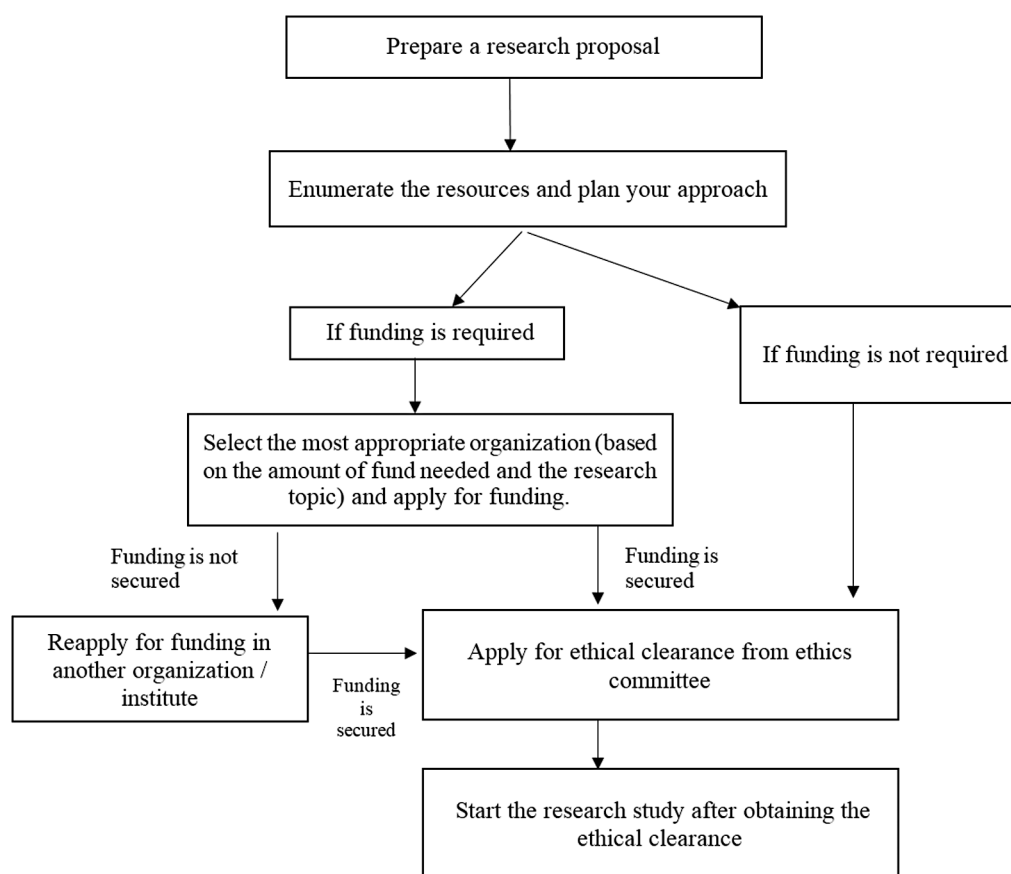 Prepare a research proposal
Enumerate the resources and plan your approach
If funding is required
If funding is not required
Select the most appropriate organization (based
on the amount of fund needed and the research
topic) and apply for funding.
Funding is not
secured
Funding is
secured
Reapply for funding in
another organization /
institute
Funding
is
secured
Apply for ethical clearance from ethics
committee
Start the research study after obtaining the
ethical clearance